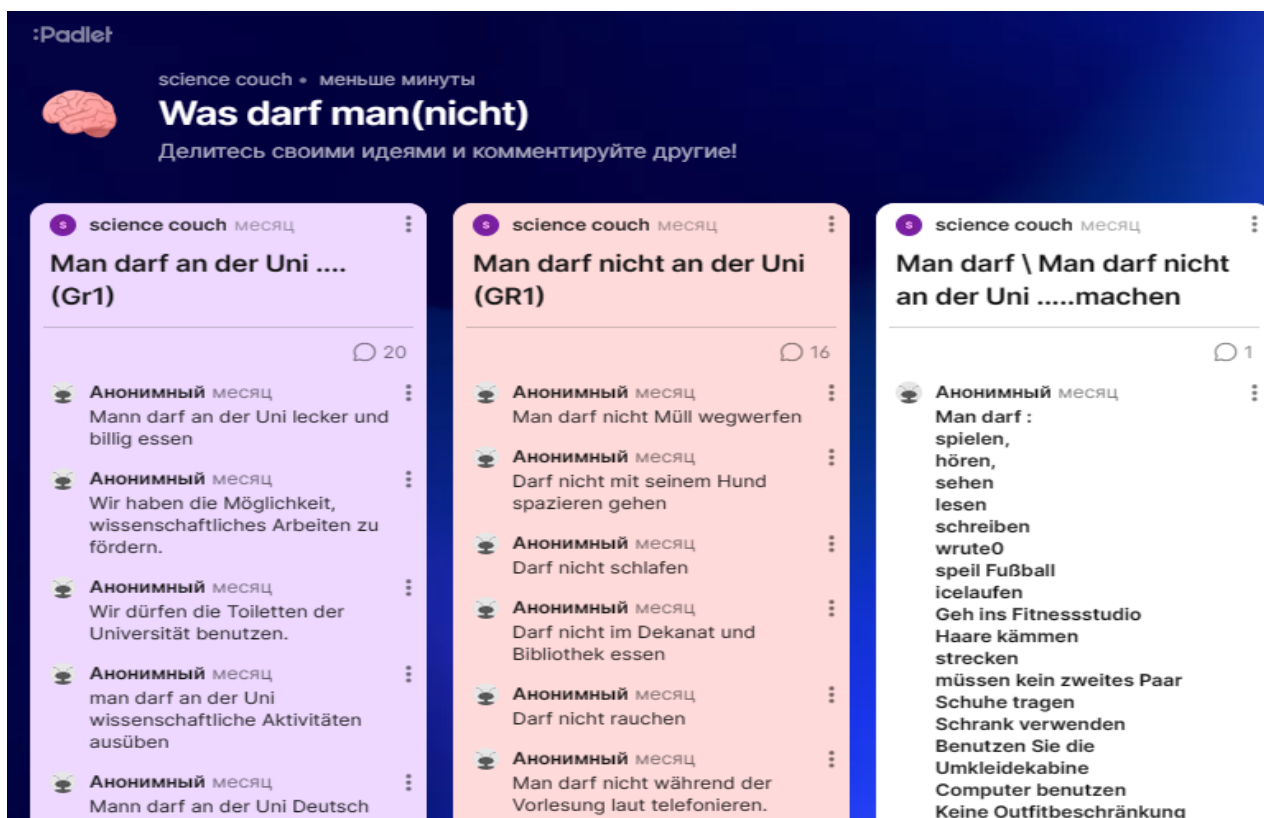 :Padlet
science couch • меньше минуты
Was darf man(nicht)
Делитесь своими идеями и комментируйте другие!
s science couch месяц
Man darf an der Uni ....
(Gr1)
20
Анонимный месяц
Mann darf an der Uni lecker und
billig essen
Анонимный месяц
Wir haben die Möglichkeit,
wissenschaftliches Arbeiten zu
fördern.
Анонимный месяц
Wir dürfen die Toiletten der
Universität benutzen.
Анонимный месяц
man darf an der Uni
wissenschaftliche Aktivitäten
ausüben
Анонимный месяц
Mann darf an der Uni Deutsch
s science couch месяц
Man darf nicht an der Uni
(GR1)
16
Анонимный месяц
Man darf nicht Müll wegwerfen
Анонимный месяц
Darf nicht mit seinem Hund
spazieren gehen
Анонимный месяц
Darf nicht schlafen
Анонимный месяц
Darf nicht im Dekanat und
Bibliothek essen
Анонимный месяц
Darf nicht rauchen
Анонимный месяц
Man darf nicht während der
Vorlesung laut telefonieren.
s science couch месяц
Man darf \ Man darf nicht
an der Uni .....machen
1
Анонимный месяц
Man darf :
spielen,
hören,
sehen
lesen
schreiben
wrute0
speil Fußball
icelaufen
Geh ins Fitnessstudio
Haare kämmen
strecken
müssen kein zweites Paar
Schuhe tragen
Schrank verwenden
Benutzen Sie die
Umkleidekabine
Computer benutzen
Keine Outfitbeschränkung